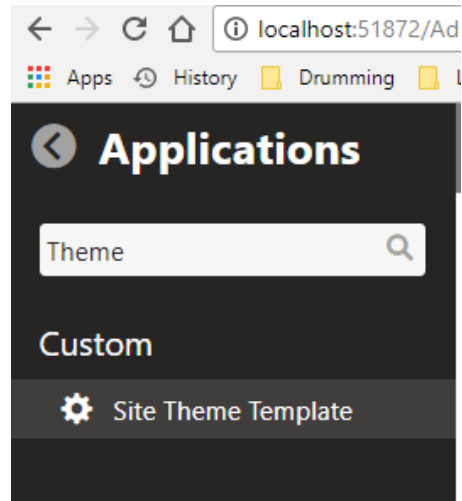 localhost:51872/Ad
Apps History Drumming
Applications
Theme
Custom
Site Theme Template